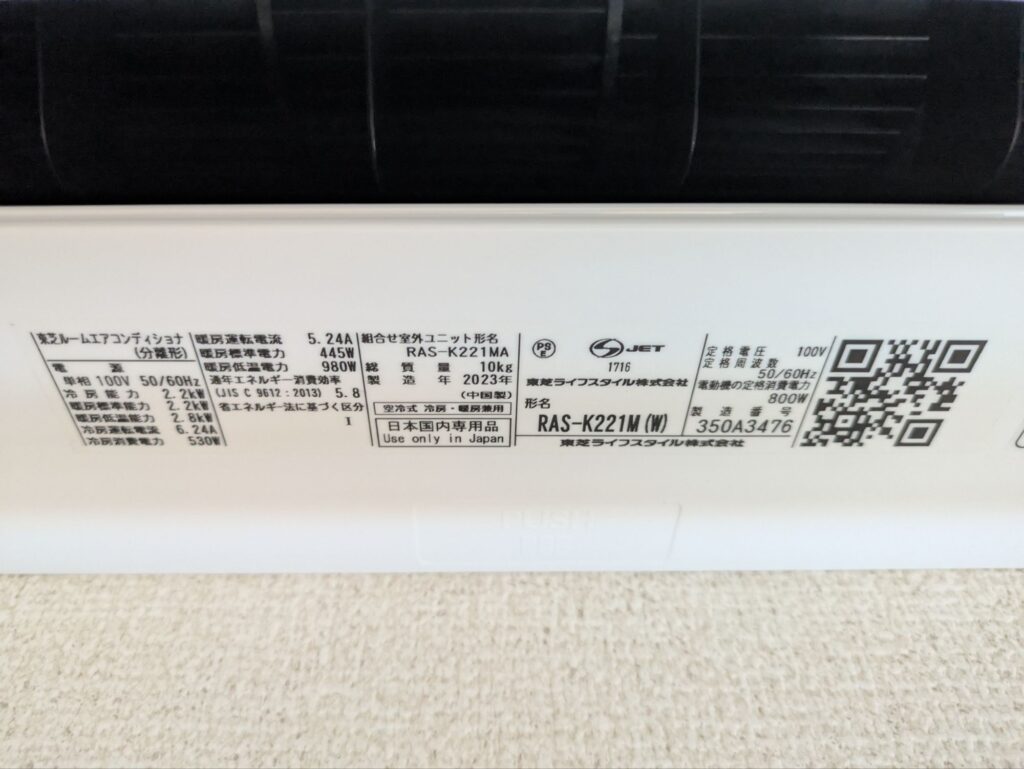 東芝ルームエアコンディショナ
(分離形)
電源
単相 100V 50/60Hz
冷房能力 2.2kW
暖房標準能力 2.2kW
暖房低温能力 2.8kW
冷房運転電流 6.24A
冷房消費電力 530W
暖房運転電流 5.24A
暖房標準電力 445W
暖房低温電力 980W
通年エネルギー消費効率
(JIS C 9612:2013) 5.8
省エネルギー法に基づく区分
I
組合せ室外ユニット形名
RAS-K221MA
総質量 10kg
製造年 2023年
(中国製)
空冷式 冷房・暖房兼用
日本国内専用品
Use only in Japan
PS
E
JET
1716
東芝ライフスタイル株式会社
形名
RAS-K221M(W)
東芝ライフスタイル株式会社
定格電圧 100V
定格周波数
50/60Hz
電動機の定格消費電力
800W
製造番号
350A3476
PUSH